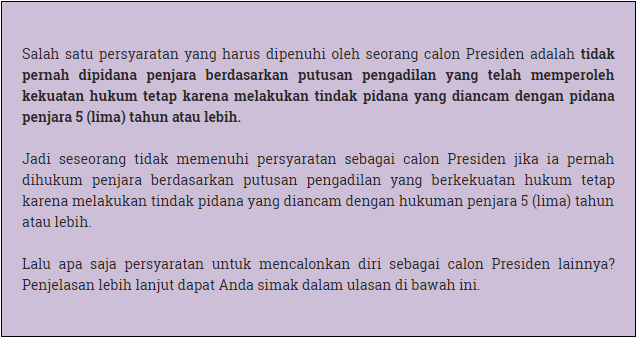 Salah satu persyaratan yang harus dipenuhi oleh seorang calon Presiden adalah tidak
pernah dipidana penjara berdasarkan putusan pengadilan yang telah memperoleh
kekuatan hukum tetap karena melakukan tindak pidana yang diancam dengan pidana
penjara 5 (lima) tahun atau lebih.
Jadi seseorang tidak memenuhi persyaratan sebagai calon Presiden jika ia pernah
dihukum penjara berdasarkan putusan pengadilan yang berkekuatan hukum tetap
karena melakukan tindak pidana yang diancam dengan hukuman penjara 5 (lima) tahun
atau lebih.
Lalu apa saja persyaratan untuk mencalonkan diri sebagai calon Presiden lainnya?
Penjelasan lebih lanjut dapat Anda simak dalam ulasan di bawah ini.